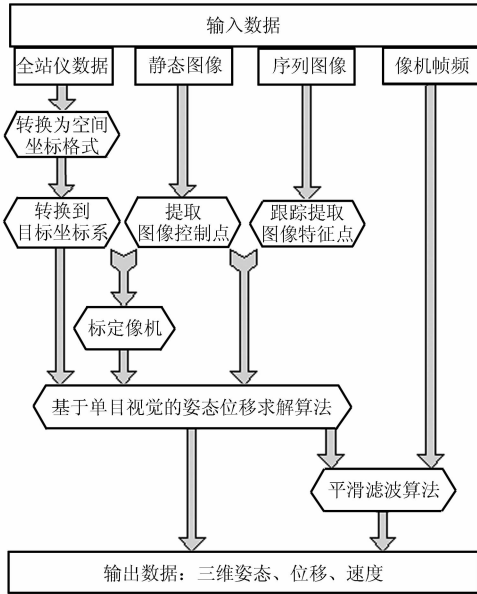 输入数据
全站仪数据
静态图像
序列图像
像机帧频
转换为空间
坐标格式
转换到
目标坐标系
提取
图像控制点
跟踪提取
图像特征点
标定像机
基于单目视觉的姿态位移求解算法
平滑滤波算法
输出数据：三维姿态、位移、速度